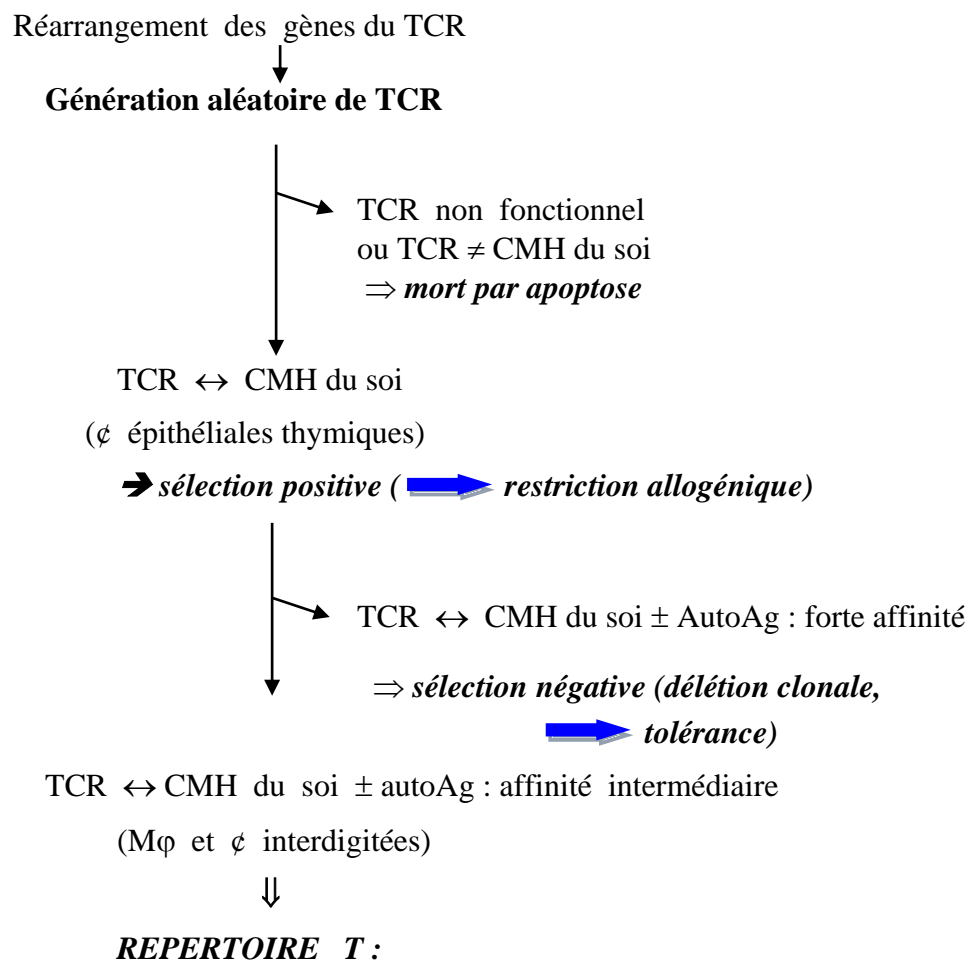 Réarrangement des gènes du TCR
Génération aléatoire de TCR
TCR non fonctionnel
ou TCR ≠ CMH du soi
⇒ mort par apoptose
TCR ↔ CMH du soi
(¢ épithéliales thymiques)
➔ sélection positive ( restriction allogénique)
TCR ↔ CMH du soi ± AutoAg : forte affinité
⇒ sélection négative (délétion clonale,
tolérance)
TCR ↔ CMH du soi ± autoAg : affinité intermédiaire
(Mφ et ¢ interdigitées)
⇓
REPERTOIRE T :